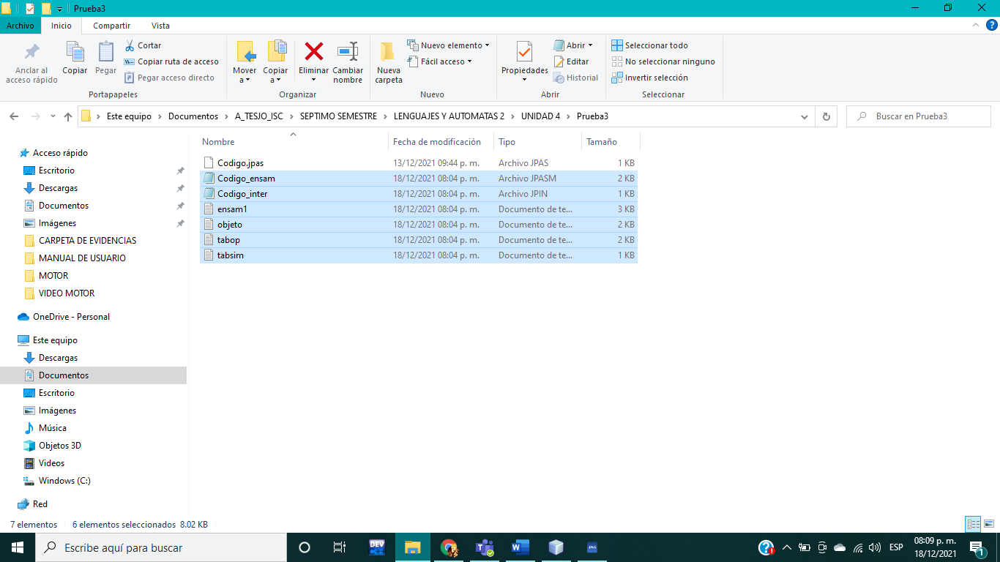 Prueba3
Archivo Inicio Compartir Vista
Anclar al acceso rápido
Copiar
Pegar
Cortar
Copiar ruta de acceso
Pegar acceso directo
Portapapeles
Mover a
Copiar a
Eliminar
Cambiar nombre
Organizar
Nueva carpeta
Nuevo elemento
Fácil acceso
Nuevo
Propiedades
Abrir
Editar
Historial
Abrir
Seleccionar todo
No seleccionar ninguno
Invertir selección
Seleccionar
Este equipo > Documentos > A_TESJO_ISC > SEPTIMO SEMESTRE > LENGUAJES Y AUTOMATAS 2 > UNIDAD 4 > Prueba3
Buscar en Prueba3
Acceso rápido
Escritorio
Descargas
Documentos
Imágenes
CARPETA DE EVIDENCIAS
MANUAL DE USUARIO
MOTOR
VIDEO MOTOR
OneDrive - Personal
Este equipo
Descargas
Documentos
Escritorio
Imágenes
Música
Objetos 3D
Videos
Windows (C:)
Red
Nombre Fecha de modificación Tipo Tamaño
Codigo.jpas 13/12/2021 09:44 p. m. Archivo JPAS 1 KB
Codigo_ensam 18/12/2021 08:04 p. m. Archivo JPASM 2 KB
Codigo_inter 18/12/2021 08:04 p. m. Archivo JPIN 1 KB
ensam1 18/12/2021 08:04 p. m. Documento de te... 3 KB
objeto 18/12/2021 08:04 p. m. Documento de te... 2 KB
tabop 18/12/2021 08:04 p. m. Documento de te... 2 KB
tabsim 18/12/2021 08:04 p. m. Documento de te... 1 KB
7 elementos 6 elementos seleccionados 8.02 KB
Escribe aquí para buscar
DEV
ESP
08:09 p. m.
18/12/2021
1